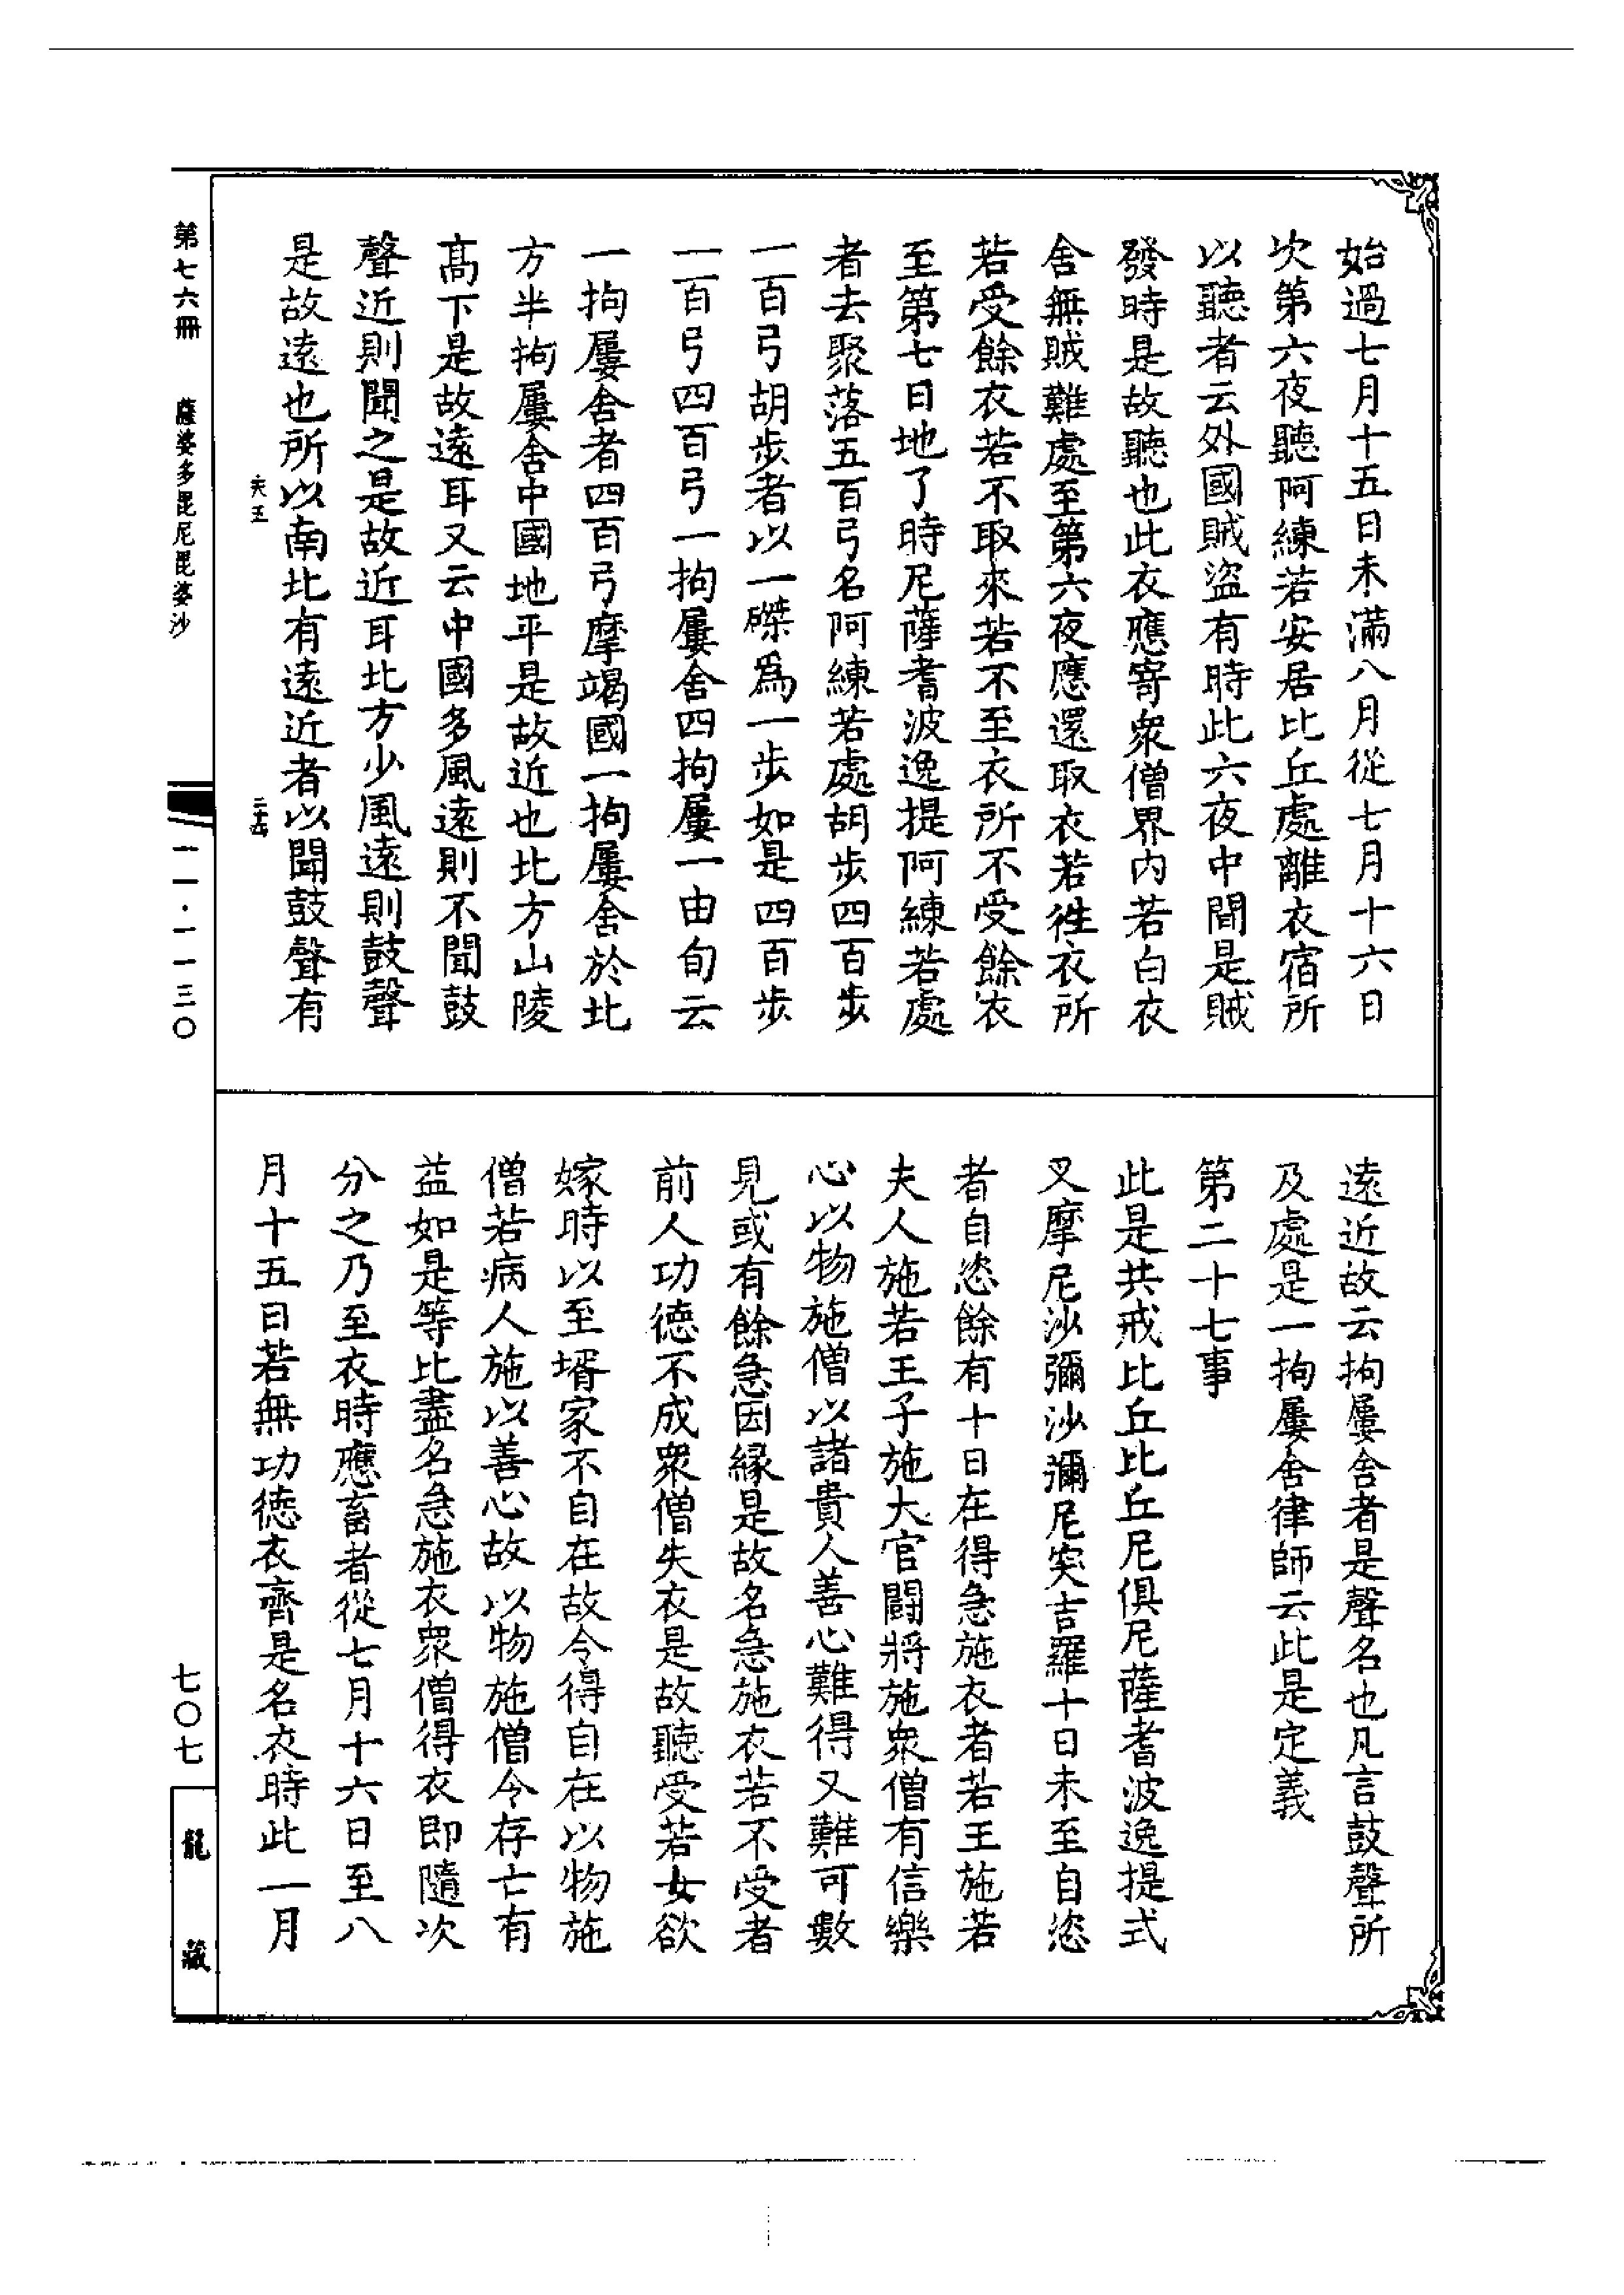 始過七月十五日未滿八月從七月十六日
次第六夜聽阿練若安居比丘處離衣宿所
以聽者云外國賊盜有時此六夜中間是賊
發時是故聽也此衣應寄衆僧界內若白衣
舍無賊難處至第六夜應還取衣若徃衣所
若受餘衣若不取來若不至衣所不受餘衣
至第七日地了時尼薩耆波逸提阿練若處
者去聚落五百弓名阿練若處胡步四百步
一百弓胡步者以一磔爲一步如是四百步
一百弓四百弓一拘屢舍四拘屢一由旬云
一拘屢舍者四百弓摩竭國一拘屢舍於北
方半拘屢舍中國地平是故近也北方山陵
髙下是故遠耳又云中國多風遠則不聞鼓
聲近則聞之是故近耳北方少風遠則鼓聲
是故遠也所以南北有遠近者以聞鼓聲有
遠近故云拘屢舍者是聲名也凡言鼓聲所
及處是一拘屢舍律師云此是定義
第二十七事
此是共戒比丘比丘尼俱尼薩耆波逸提式
叉摩尼沙彌沙彌尼突吉羅十日未至自恣
者自恣餘有十日在得急施衣者若王施若
夫人施若王子施大官鬬將施衆僧有信樂
心以物施僧以諸貴人善心難得又難可數
見或有餘急因縁是故名急施衣若不受者
前人功德不成衆僧失衣是故聽受若女欲
嫁時以至壻家不自在故令得自在以物施
僧若病人施以善心故以物施僧令存亡有
益如是等比盡名急施衣衆僧得衣即隨次
分之乃至衣時應畜者從七月十六日至八
月十五日若無功德衣齊是名衣時此一月
第七六冊
薩婆多毘尼毘婆沙
一一·一一三〇
七〇七
龍藏